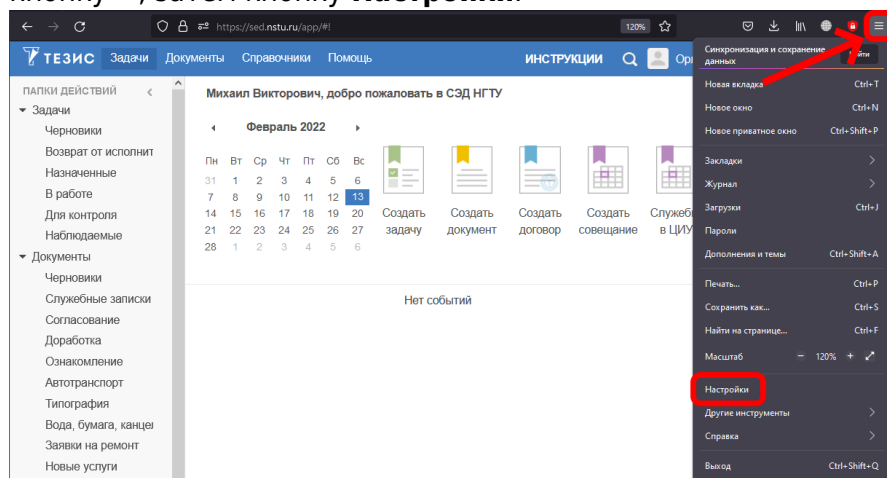 кнопку ≡, затем кнопку Настройки.
https://sed.nstu.ru/app/#!
120%
ТЕЗИС Задачи Документы Справочники Помощь ИНСТРУКЦИИ
ПАПКИ ДЕЙСТВИЙ
Задачи
Черновики
Возврат от исполнит
Назначенные
В работе
Для контроля
Наблюдаемые
Документы
Черновики
Служебные записки
Согласование
Доработка
Ознакомление
Автотранспорт
Типография
Вода, бумага, канцел
Заявки на ремонт
Новые услуги
Михаил Викторович, добро пожаловать в СЭД НГТУ
Февраль 2022
Пн Вт Ср Чт Пт Сб Вс
31 1 2 3 4 5 6
7 8 9 10 11 12 13
14 15 16 17 18 19 20
21 22 23 24 25 26 27
28 1 2 3 4 5 6
Создать задачу
Создать документ
Создать договор
Создать совещание
Служеб
в ЦИУ
Нет событий
Синхронизация и сохранение
данных
Новая вкладка Ctrl+T
Новое окно Ctrl+N
Новое приватное окно Ctrl+Shift+P
Закладки
Журнал
Загрузки Ctrl+J
Пароли
Дополнения и темы Ctrl+Shift+A
Печать... Ctrl+P
Сохранить как... Ctrl+S
Найти на странице... Ctrl+F
Масштаб − 120% +
Настройки
Другие инструменты
Справка
Выход Ctrl+Shift+Q